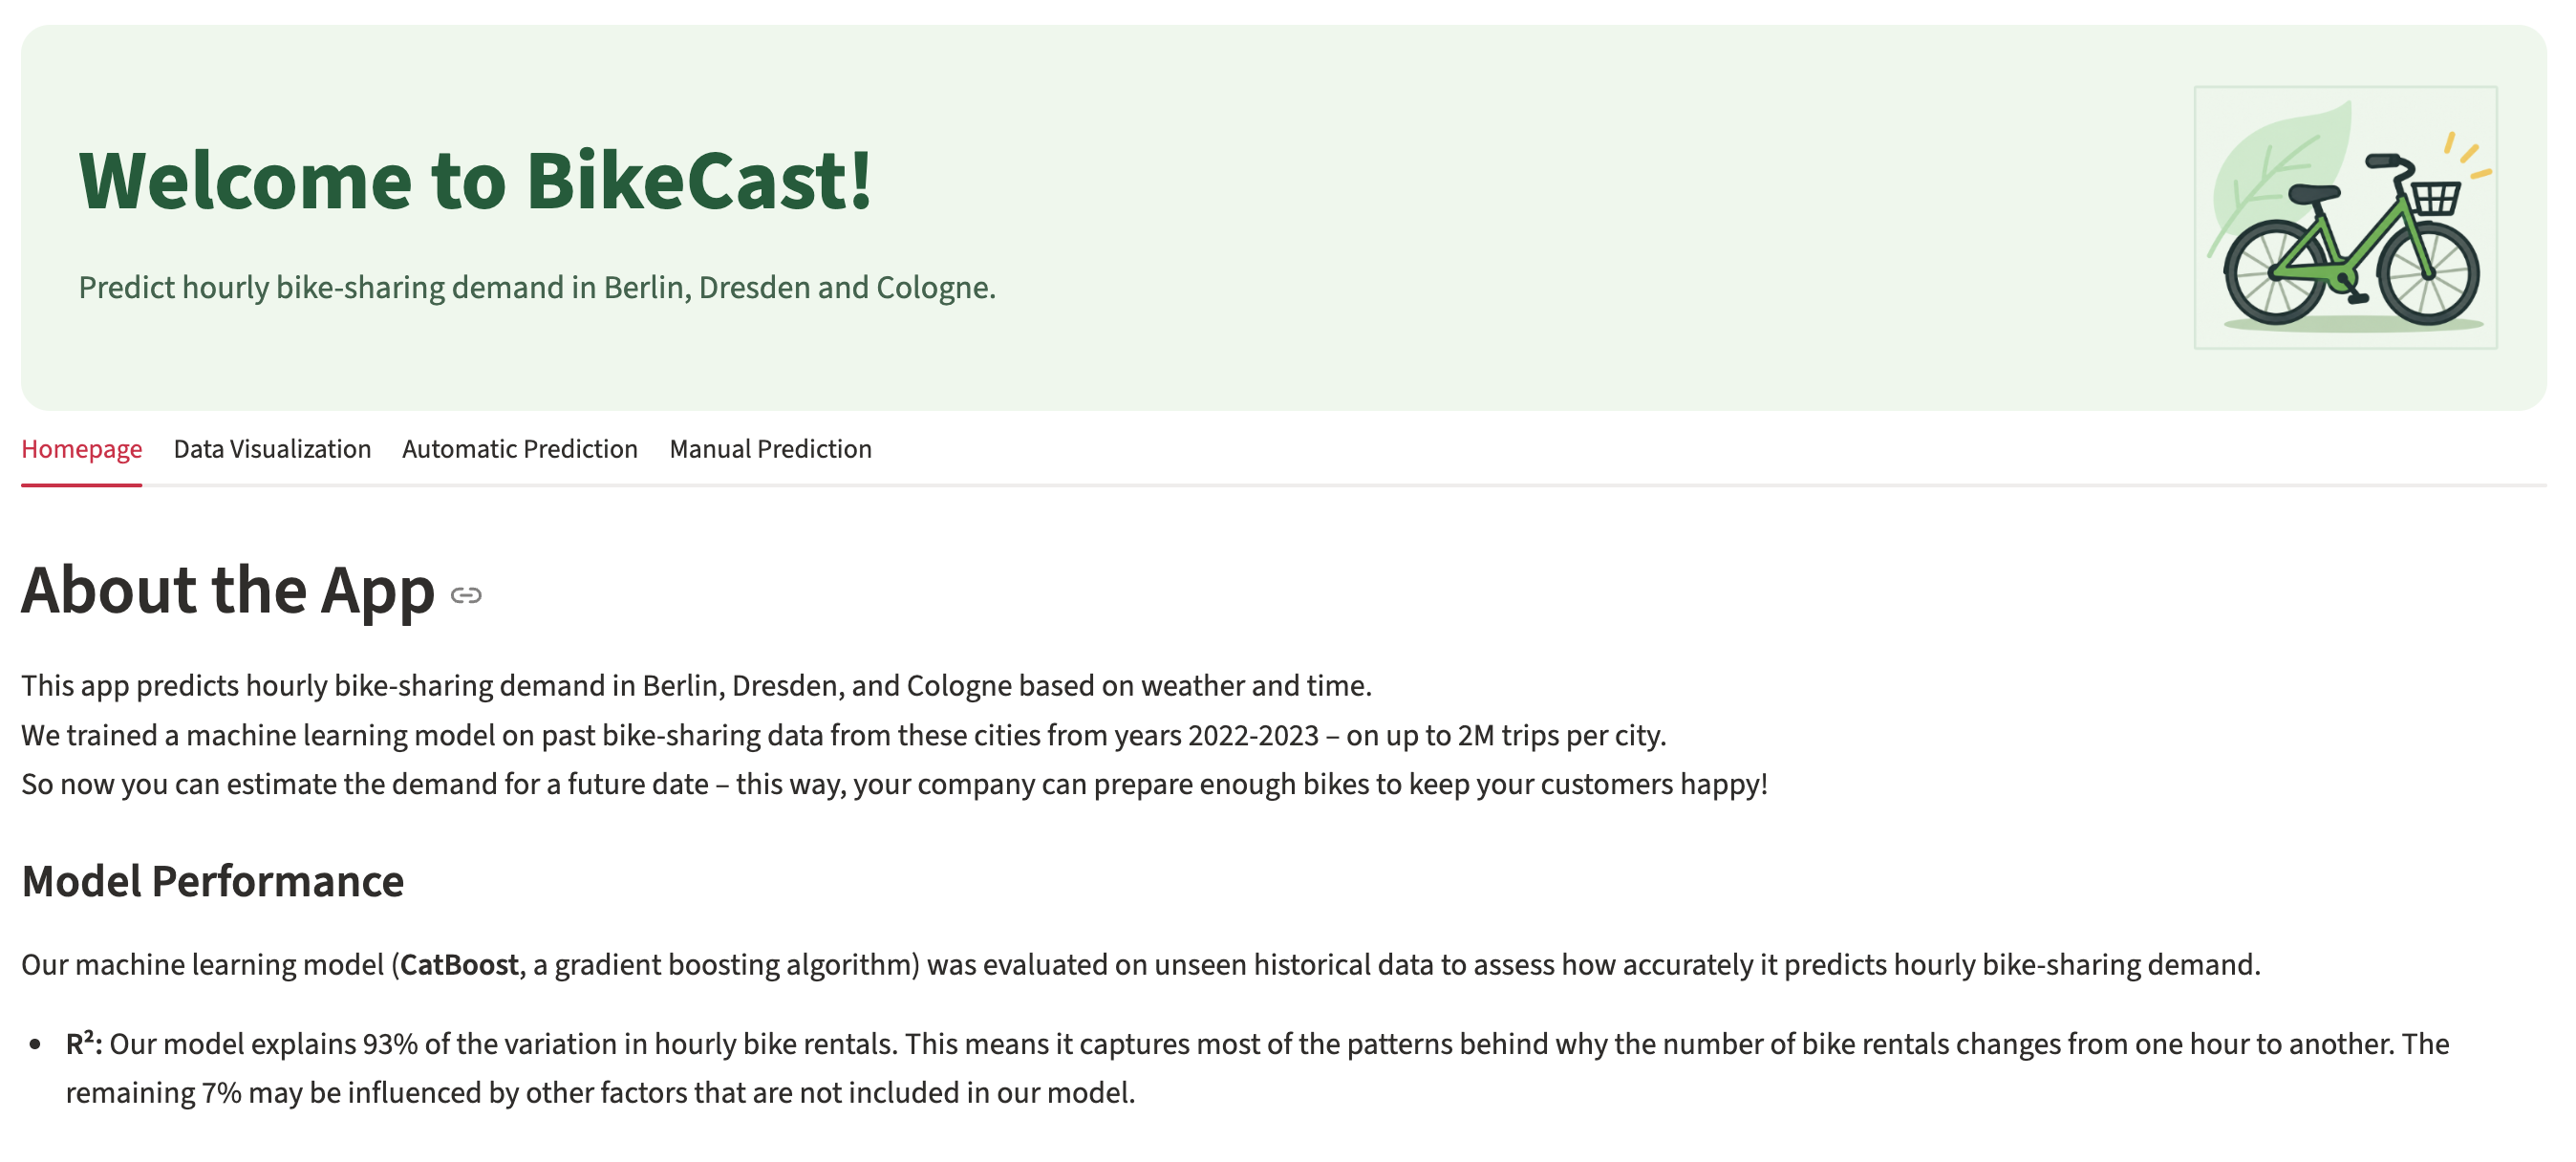 Welcome to BikeCast!
Predict hourly bike-sharing demand in Berlin, Dresden and Cologne.
Homepage Data Visualization Automatic Prediction Manual Prediction
About the App
This app predicts hourly bike-sharing demand in Berlin, Dresden, and Cologne based on weather and time.
We trained a machine learning model on past bike-sharing data from these cities from years 2022-2023 – on up to 2M trips per city.
So now you can estimate the demand for a future date – this way, your company can prepare enough bikes to keep your customers happy!
Model Performance
Our machine learning model (CatBoost, a gradient boosting algorithm) was evaluated on unseen historical data to assess how accurately it predicts hourly bike-sharing demand.
• R²: Our model explains 93% of the variation in hourly bike rentals. This means it captures most of the patterns behind why the number of bike rentals changes from one hour to another. The
remaining 7% may be influenced by other factors that are not included in our model.